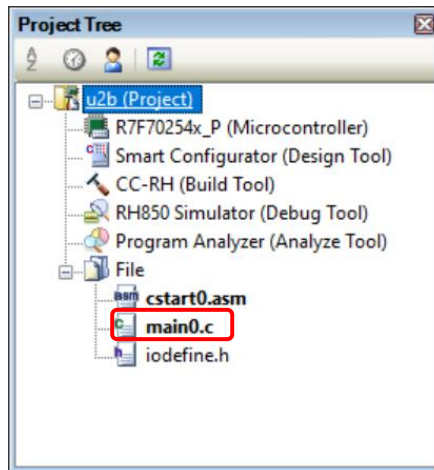 Project Tree
u2b (Project)
R7F70254x_P (Microcontroller)
Smart Configurator (Design Tool)
CC-RH (Build Tool)
RH850 Simulator (Debug Tool)
Program Analyzer (Analyze Tool)
File
cstart0.asm
main0.c
iodefine.h